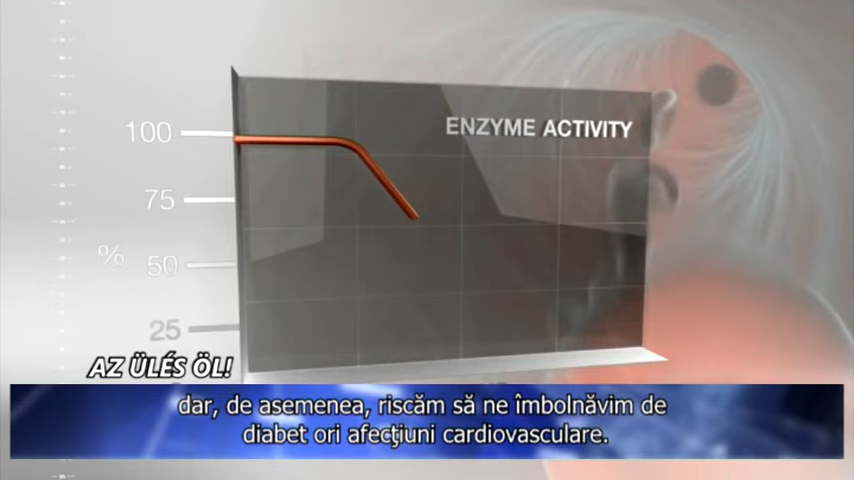 ENZYME ACTIVITY
100
75
% 50
25
AZ ÜLÉS ÖL!
dar, de asemenea, riscăm să ne îmbolnăvim de
diabet ori afecţiuni cardiovasculare.